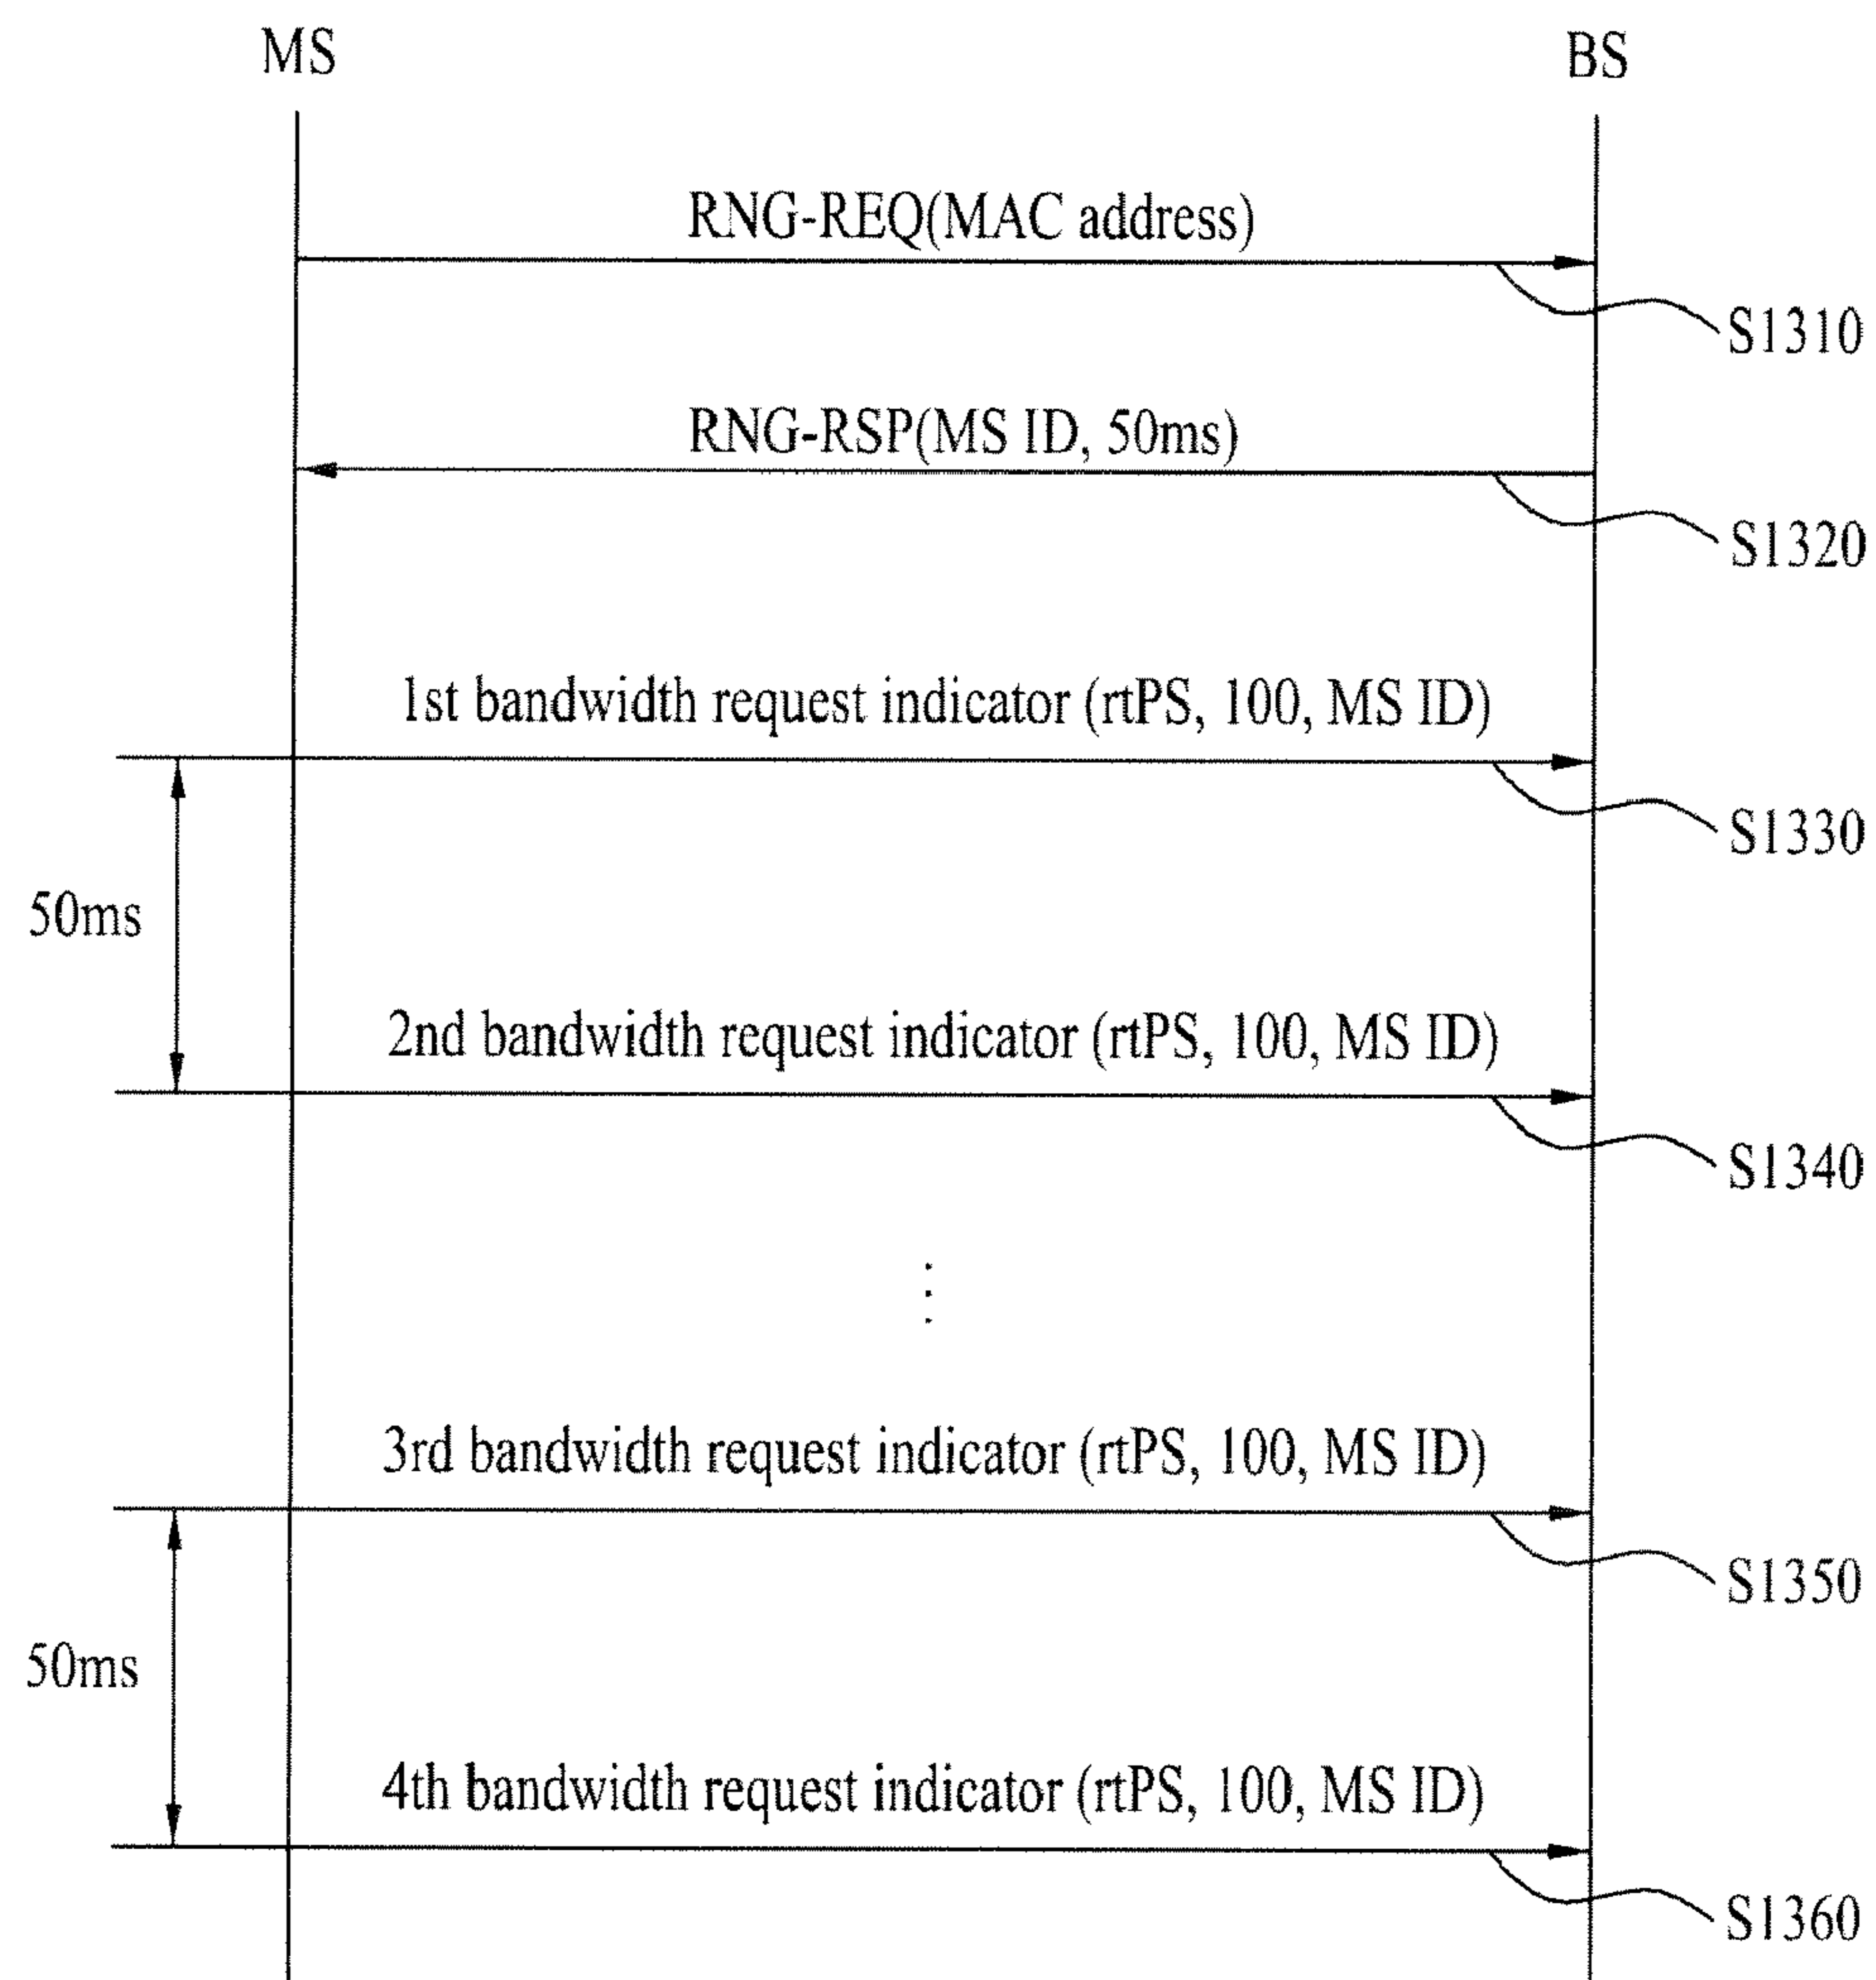 MS
BS
RNG-REQ(MAC address)
S1310
RNG-RSP(MS ID, 50ms)
S1320
1st bandwidth request indicator (rtPS, 100, MS ID)
S1330
50ms
2nd bandwidth request indicator (rtPS, 100, MS ID)
S1340
3rd bandwidth request indicator (rtPS, 100, MS ID)
S1350
50ms
4th bandwidth request indicator (rtPS, 100, MS ID)
S1360